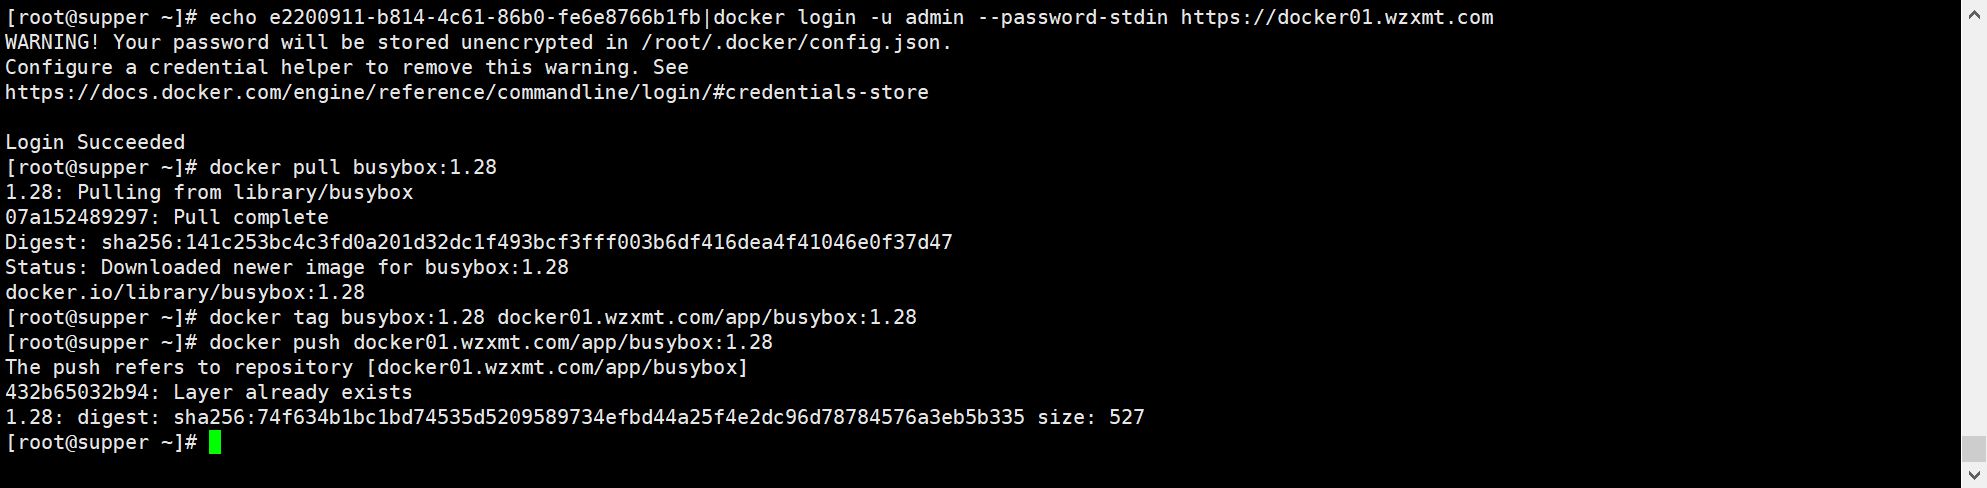 [root@supper ~]# echo e2200911-b814-4c61-86b0-fe6e8766b1fb|docker login -u admin --password-stdin https://docker01.wzxmt.com
WARNING! Your password will be stored unencrypted in /root/.docker/config.json.
Configure a credential helper to remove this warning. See
https://docs.docker.com/engine/reference/commandline/login/#credentials-store
Login Succeeded
[root@supper ~]# docker pull busybox:1.28
1.28: Pulling from library/busybox
07a152489297: Pull complete
Digest: sha256:141c253bc4c3fd0a201d32dc1f493bcf3fff003b6df416dea4f41046e0f37d47
Status: Downloaded newer image for busybox:1.28
docker.io/library/busybox:1.28
[root@supper ~]# docker tag busybox:1.28 docker01.wzxmt.com/app/busybox:1.28
[root@supper ~]# docker push docker01.wzxmt.com/app/busybox:1.28
The push refers to repository [docker01.wzxmt.com/app/busybox]
432b65032b94: Layer already exists
1.28: digest: sha256:74f634b1bc1bd74535d5209589734efbd44a25f4e2dc96d78784576a3eb5b335 size: 527
[root@supper ~]#